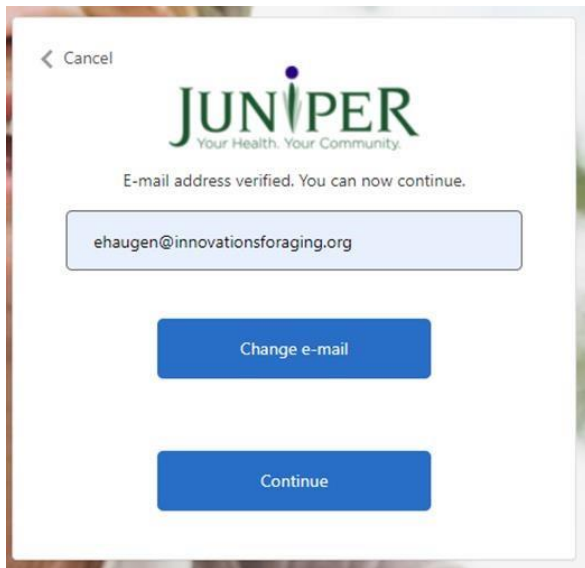 Cancel
JUNIPER
Your Health. Your Community.
E-mail address verified. You can now continue.
ehaugen@innovationsforaging.org
Change e-mail
Continue